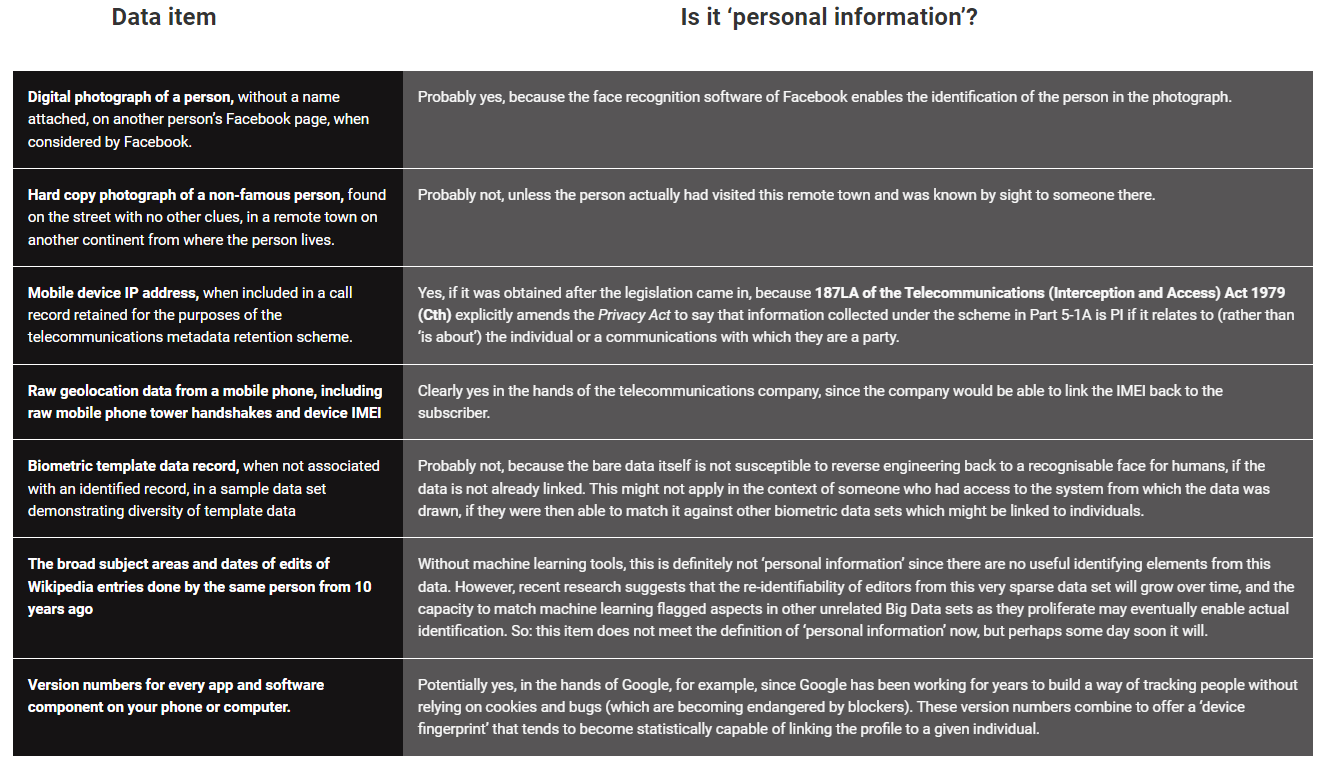 Data item
Is it ‘personal information’?
Digital photograph of a person, without a name
attached, on another person’s Facebook page, when
considered by Facebook.
Probably yes, because the face recognition software of Facebook enables the identification of the person in the photograph.
Hard copy photograph of a non-famous person, found
on the street with no other clues, in a remote town on
another continent from where the person lives.
Probably not, unless the person actually had visited this remote town and was known by sight to someone there.
Mobile device IP address, when included in a call
record retained for the purposes of the
telecommunications metadata retention scheme.
Yes, if it was obtained after the legislation came in, because 187LA of the Telecommunications (Interception and Access) Act 1979
(Cth) explicitly amends the Privacy Act to say that information collected under the scheme in Part 5-1A is PI if it relates to (rather than
‘is about’) the individual or a communications with which they are a party.
Raw geolocation data from a mobile phone, including
raw mobile phone tower handshakes and device IMEI
Clearly yes in the hands of the telecommunications company, since the company would be able to link the IMEI back to the
subscriber.
Biometric template data record, when not associated
with an identified record, in a sample data set
demonstrating diversity of template data
Probably not, because the bare data itself is not susceptible to reverse engineering back to a recognisable face for humans, if the
data is not already linked. This might not apply in the context of someone who had access to the system from which the data was
drawn, if they were then able to match it against other biometric data sets which might be linked to individuals.
The broad subject areas and dates of edits of
Wikipedia entries done by the same person from 10
years ago
Without machine learning tools, this is definitely not ‘personal information’ since there are no useful identifying elements from this
data. However, recent research suggests that the re-identifiability of editors from this very sparse data set will grow over time, and the
capacity to match machine learning flagged aspects in other unrelated Big Data sets as they proliferate may eventually enable actual
identification. So: this item does not meet the definition of ‘personal information’ now, but perhaps some day soon it will.
Version numbers for every app and software
component on your phone or computer.
Potentially yes, in the hands of Google, for example, since Google has been working for years to build a way of tracking people without
relying on cookies and bugs (which are becoming endangered by blockers). These version numbers combine to offer a ‘device
fingerprint’ that tends to become statistically capable of linking the profile to a given individual.